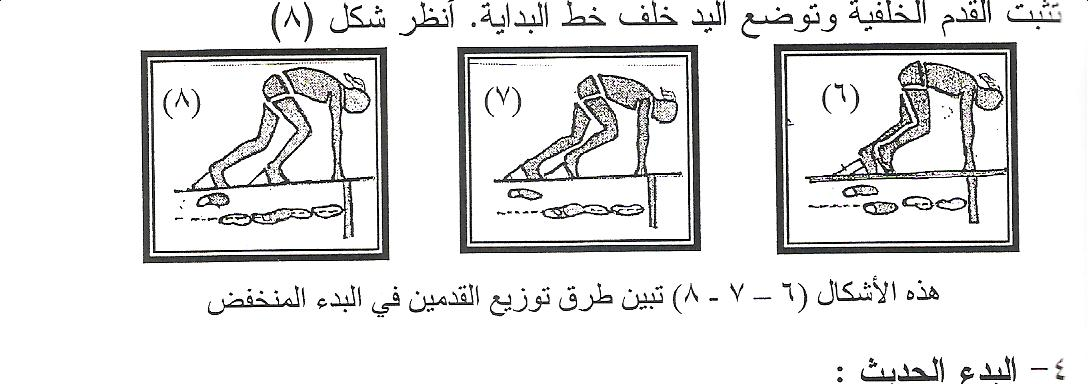 تثبت القدم الخلفية وتوضع اليد خلف خط البداية. أنظر شكل (٨)
(٦)
(٧)
(٨)
هذه الأشكال (٦ – ٧ - ٨) تبين طرق توزيع القدمين في البدء المنخفض
٤– البدء الحديث :